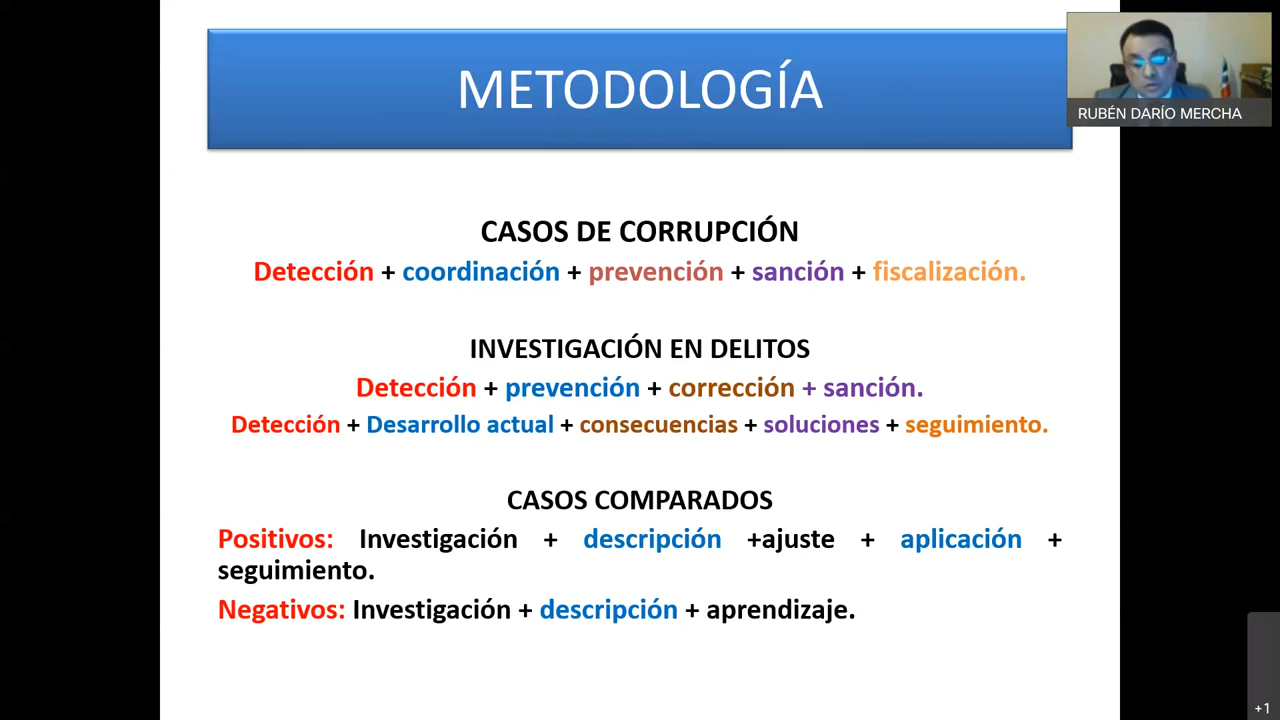 METODOLOGÍA
RUBÉN DARÍO MERCHA
CASOS DE CORRUPCIÓN
Detección + coordinación + prevención + sanción + fiscalización.
INVESTIGACIÓN EN DELITOS
Detección + prevención + corrección + sanción.
Detección + Desarrollo actual + consecuencias + soluciones + seguimiento.
CASOS COMPARADOS
Positivos: Investigación + descripción +ajuste + aplicación +
seguimiento.
Negativos: Investigación + descripción + aprendizaje.
+1